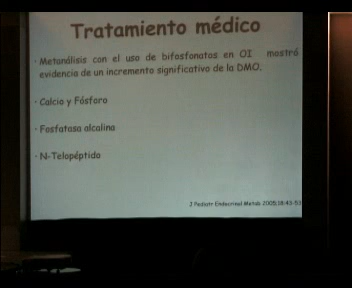 Tratamiento médico
· Metanálisis con el uso de bifosfonatos en OI mostró
evidencia de un incremento significativo de la DMO.
· Calcio y Fósforo
· Fosfatasa alcalina
· N-Telopéptido
J Pediatr Endocrinol Metab 2005;18:45-53